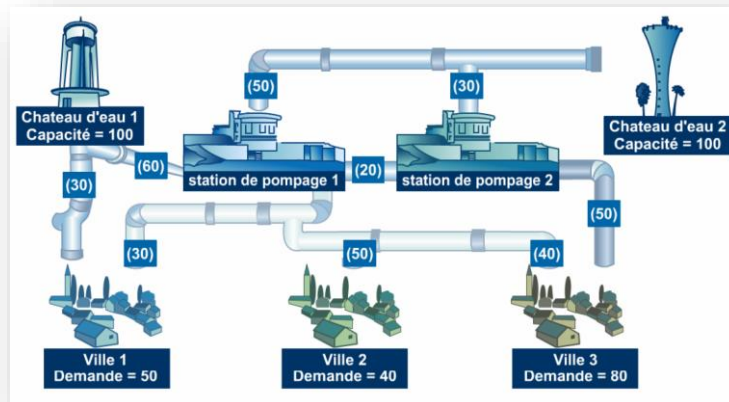 (50)
(30)
Chateau d'eau 1
Capacité = 100
Chateau d'eau 2
Capacité = 100
(30)
(60)
station de pompage 1
(20)
station de pompage 2
(50)
(30)
(50)
(40)
Ville 1
Demande = 50
Ville 2
Demande = 40
Ville 3
Demande = 80